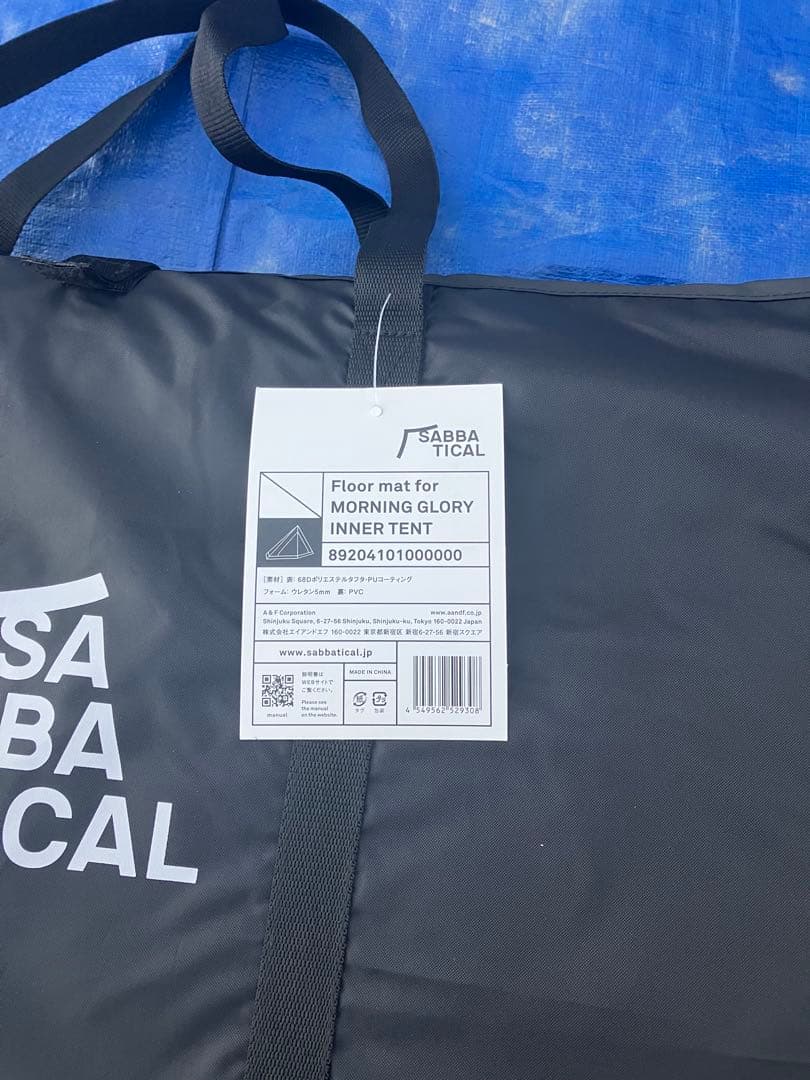 SABBA
TICAL
Floor mat for
MORNING GLORY
INNER TENT
89204101000000
［素材］表：68Dポリエステルタフタ・PUコーティング
フォーム：ウレタン5mm 裏：PVC
A & F Corporation www.aandf.co.jp
Shinjuku Square, 6-27-56 Shinjuku, Shinjuku-ku, Tokyo 160-0022 Japan
株式会社エイアンドエフ 160-0022 東京都新宿区 新宿6-27-56 新宿スクエア
www.sabbatical.jp
説明書は
WEBサイトで
ご覧ください。
Please see
the manual
on the website.
manual
MADE IN CHINA
タグ
包装
4 549562 529308
SA
BA
CAL